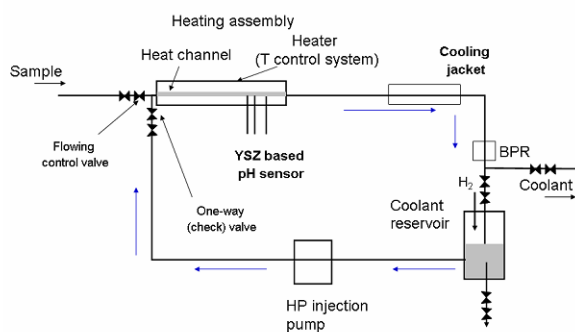 Heating assembly
Heater
(T control system)
Heat channel
Sample
Cooling
jacket
Flowing
control valve
YSZ based
pH sensor
BPR
H2
Coolant
Coolant
reservoir
One-way
(check) valve
HP injection
pump